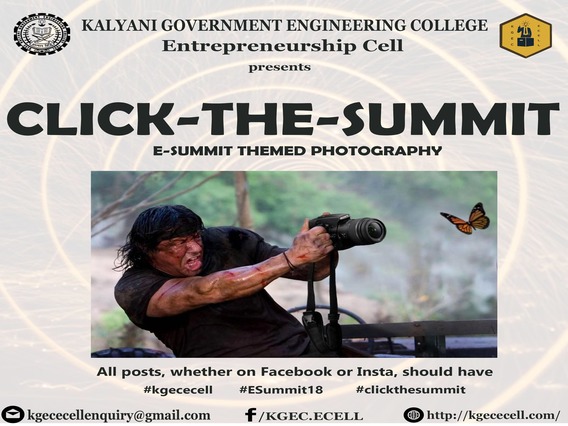 KALYANI GOVERNMENT ENGINEERING COLLEGE
Entrepreneurship Cell
presents
CLICK-THE-SUMMIT
E-SUMMIT THEMED PHOTOGRAPHY
All posts, whether on Facebook or Insta, should have
#kgececell #ESummit18 #clickthesummit
kgececellenquiry@gmail.com /KGEC.ECELL http://kgececell.com/